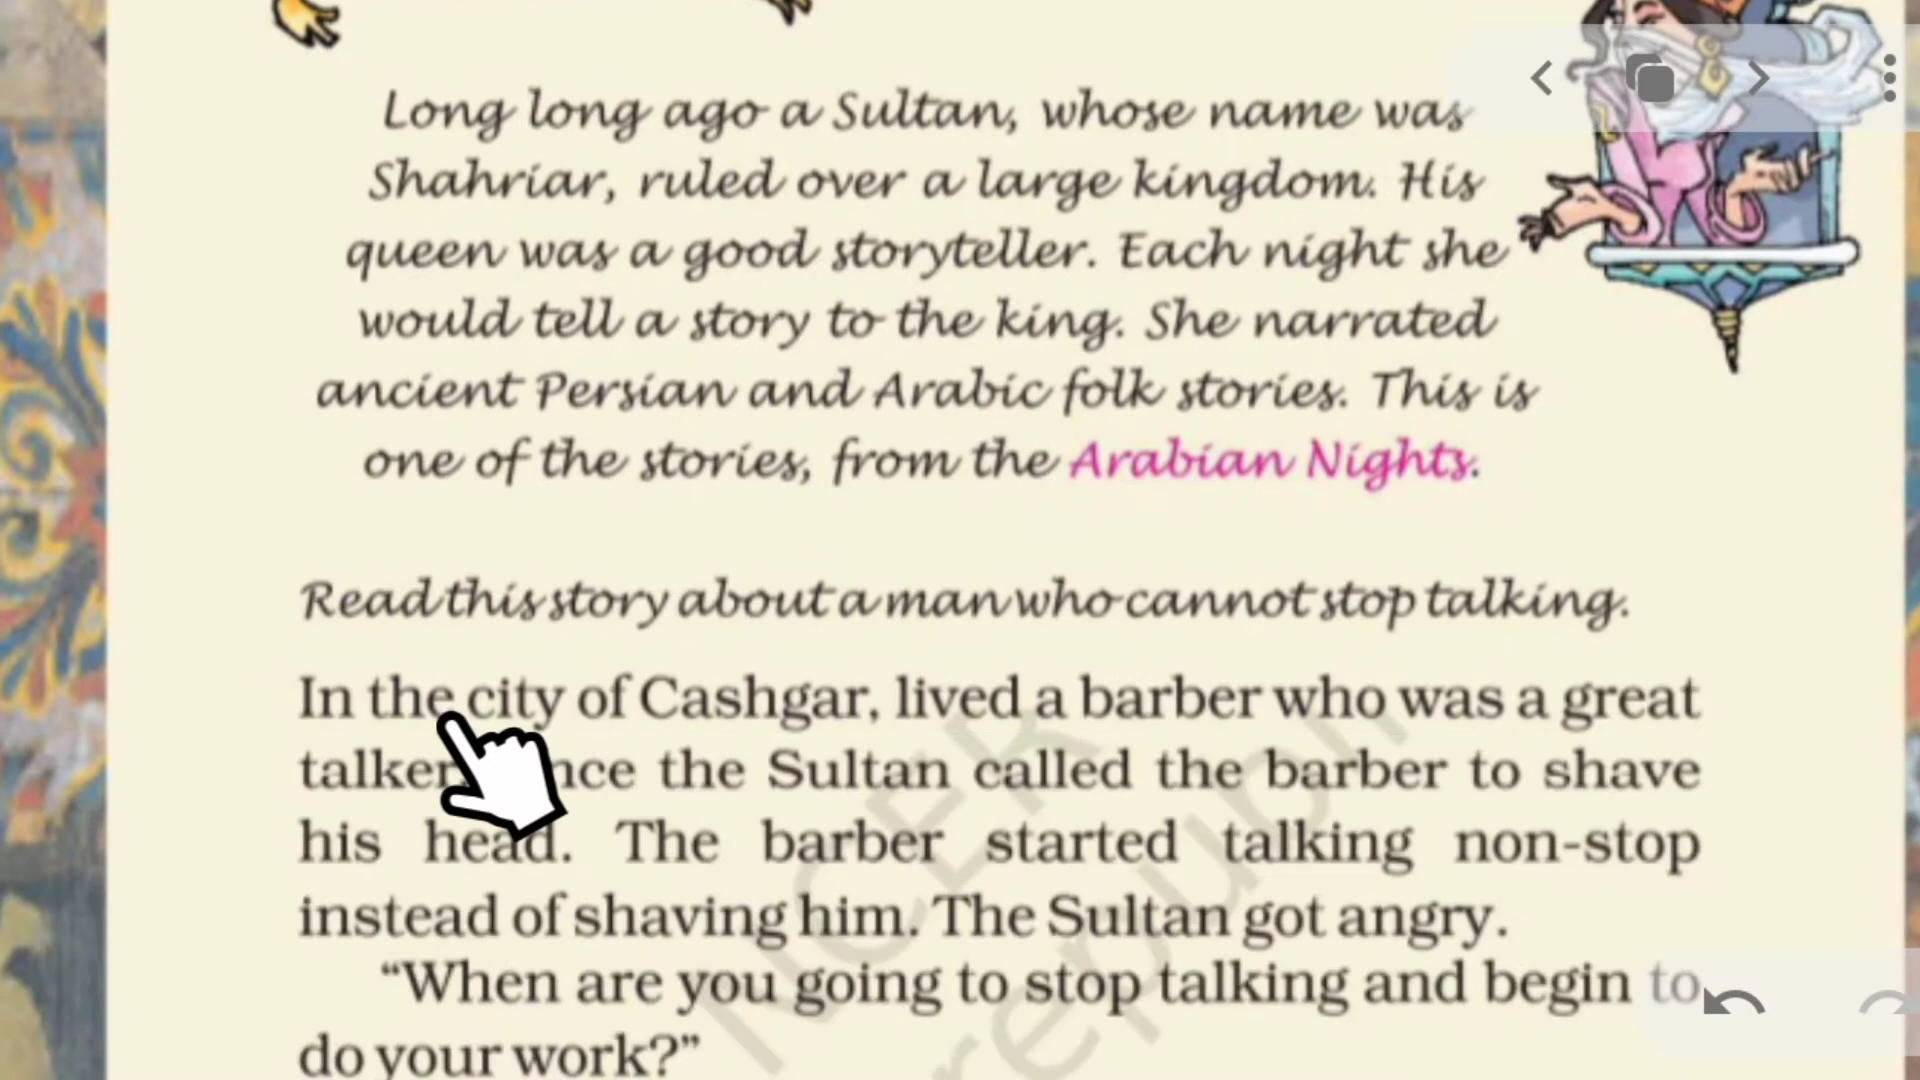 Long long ago a Sultan, whose name was
Shahriar, ruled over a large kingdom. His
queen was a good storyteller. Each night she
would tell a story to the king. She narrated
ancient Persian and Arabic folk stories. This is
one of the stories, from the Arabian Nights.
Read this story about a man who cannot stop talking.
In the city of Cashgar, lived a barber who was a great
talker the Sultan called the barber to shave
his head. The barber started talking non-stop
instead of shaving him. The Sultan got angry.
“When are you going to stop talking and begin to
do your work?”